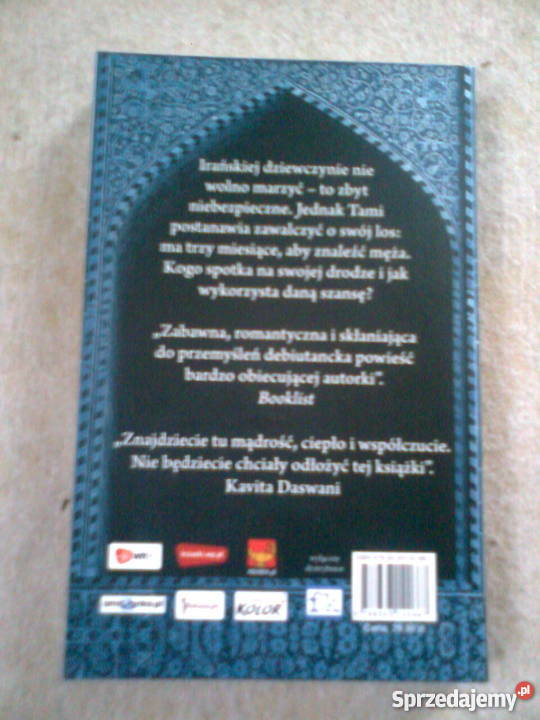 Irańskiej dziewczynie nie
wolno marzyć – to zbyt
niebezpieczne. Jednak Tami
postanawia zawalczyć o swój los:
ma trzy miesiące, aby znaleźć męża.
Kogo spotka na swojej drodze i jak
wykorzysta daną szansę?
„Zabawna, romantyczna i skłaniająca
do przemyśleń debiutancka powieść
bardzo obiecującej autorki”.
Booklist
„Znajdziecie tu mądrość, ciepło i współczucie.
Nie będziecie chciały odłożyć tej książki”.
Kavita Daswani
KOLOR
Sprzedajemy.pl